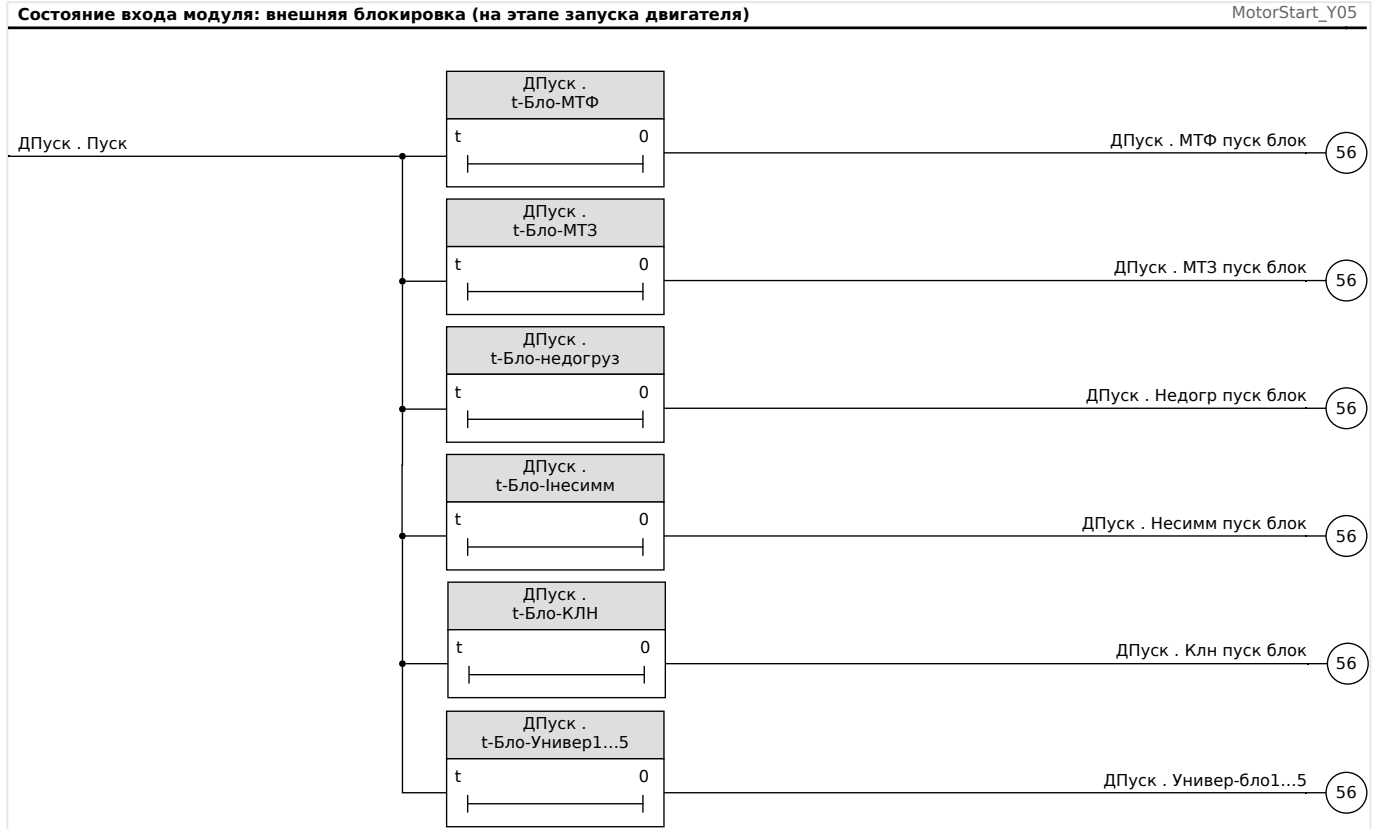 Состояние входа модуля: внешняя блокировка (на этапе запуска двигателя)
MotorStart_Y05
ДПуск . Пуск
ДПуск .
t-Бло-МТФ
t 0
ДПуск . МТФ пуск блок
56
ДПуск .
t-Бло-МТЗ
t 0
ДПуск . МТЗ пуск блок
56
ДПуск .
t-Бло-недогруз
t 0
ДПуск . Недогр пуск блок
56
ДПуск .
t-Бло-Iнесимм
t 0
ДПуск . Несимм пуск блок
56
ДПуск .
t-Бло-КЛН
t 0
ДПуск . Клн пуск блок
56
ДПуск .
t-Бло-Универ1...5
t 0
ДПуск . Универ-бло1...5
56